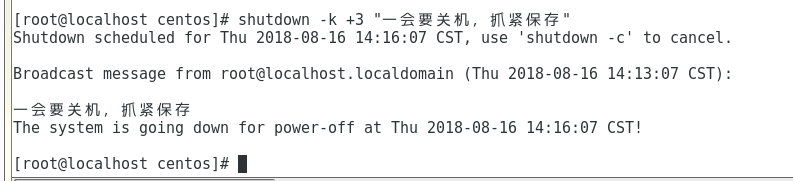 [root@localhost centos]# shutdown -k +3 "一会要关机，抓紧保存"
Shutdown scheduled for Thu 2018-08-16 14:16:07 CST, use 'shutdown -c' to cancel.
Broadcast message from root@localhost.localdomain (Thu 2018-08-16 14:13:07 CST):
一会要关机，抓紧保存
The system is going down for power-off at Thu 2018-08-16 14:16:07 CST!
[root@localhost centos]#